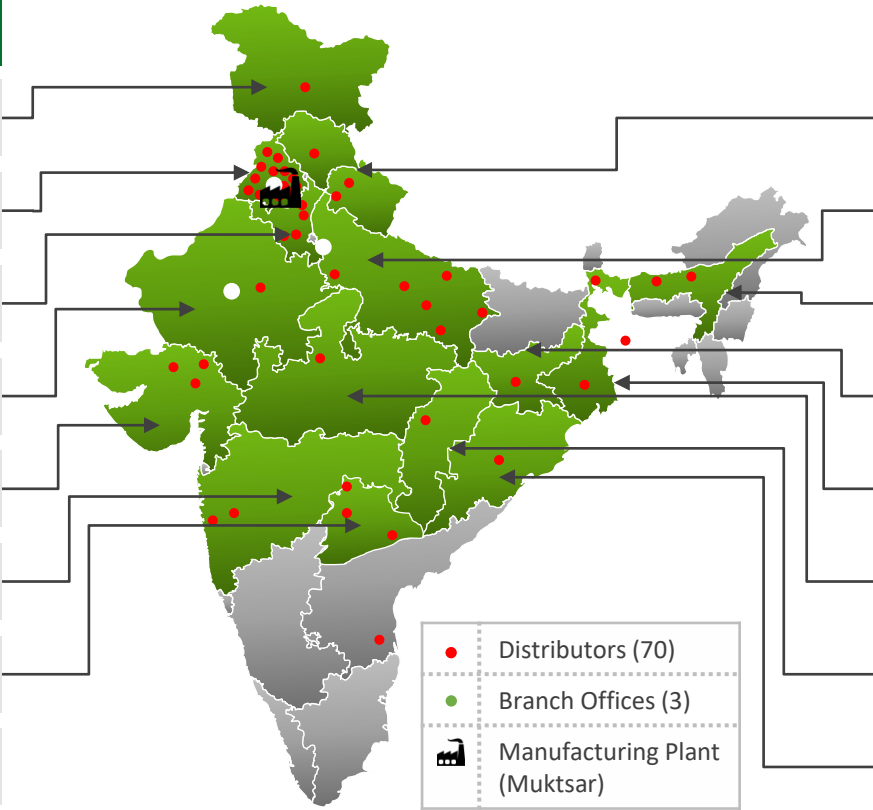 Distributors (70)
Branch Offices (3)
Manufacturing Plant
(Muktsar)